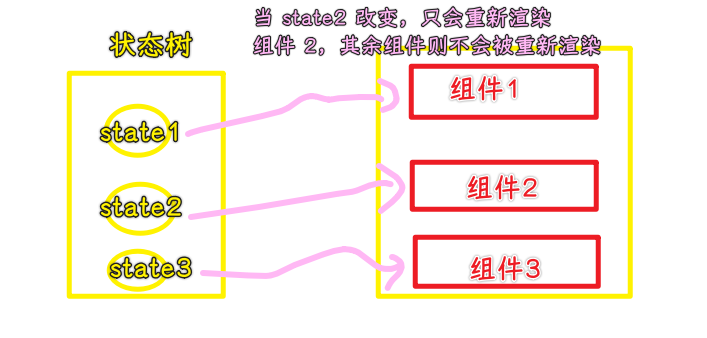 当 state2 改变，只会重新渲染
组件 2，其余组件则不会被重新渲染
状态树
state1
state2
state3
组件1
组件2
组件3